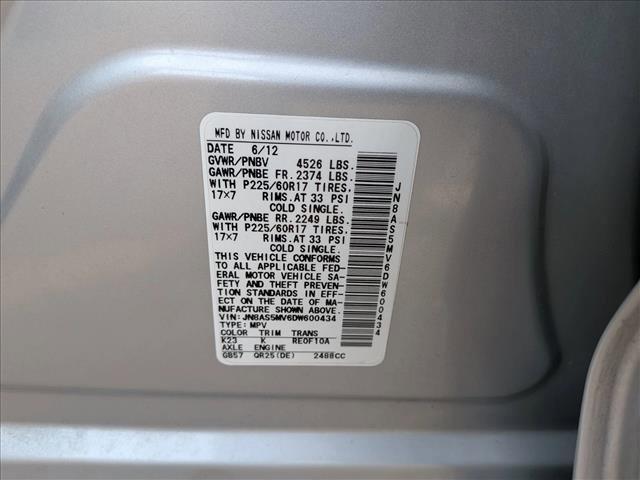 MFD BY NISSAN MOTOR CO.,LTD.
DATE 6/12
GVWR/PNBV 4526 LBS.
GAWR/PNBE FR. 2374 LBS.
WITH P225/60R17 TIRES,
17×7 RIMS.AT 33 PSI
COLD SINGLE.
GAWR/PNBE RR. 2249 LBS.
WITH P225/60R17 TIRES,
17×7 RIMS.AT 33 PSI
COLD SINGLE.
THIS VEHICLE CONFORMS
TO ALL APPLICABLE FED-
ERAL MOTOR VEHICLE SA-
FETY AND THEFT PREVEN-
TION STANDARDS IN EFF-
ECT ON THE DATE OF MA-
NUFACTURE SHOWN ABOVE
VIN: JN8AS5MV6DW600434
TYPE: MPV
COLOR TRIM TRANS
K23 K RE0F10A
AXLE ENGINE
GB57 QR25(DE) 2488CC
JN8AS5MV6DW600434